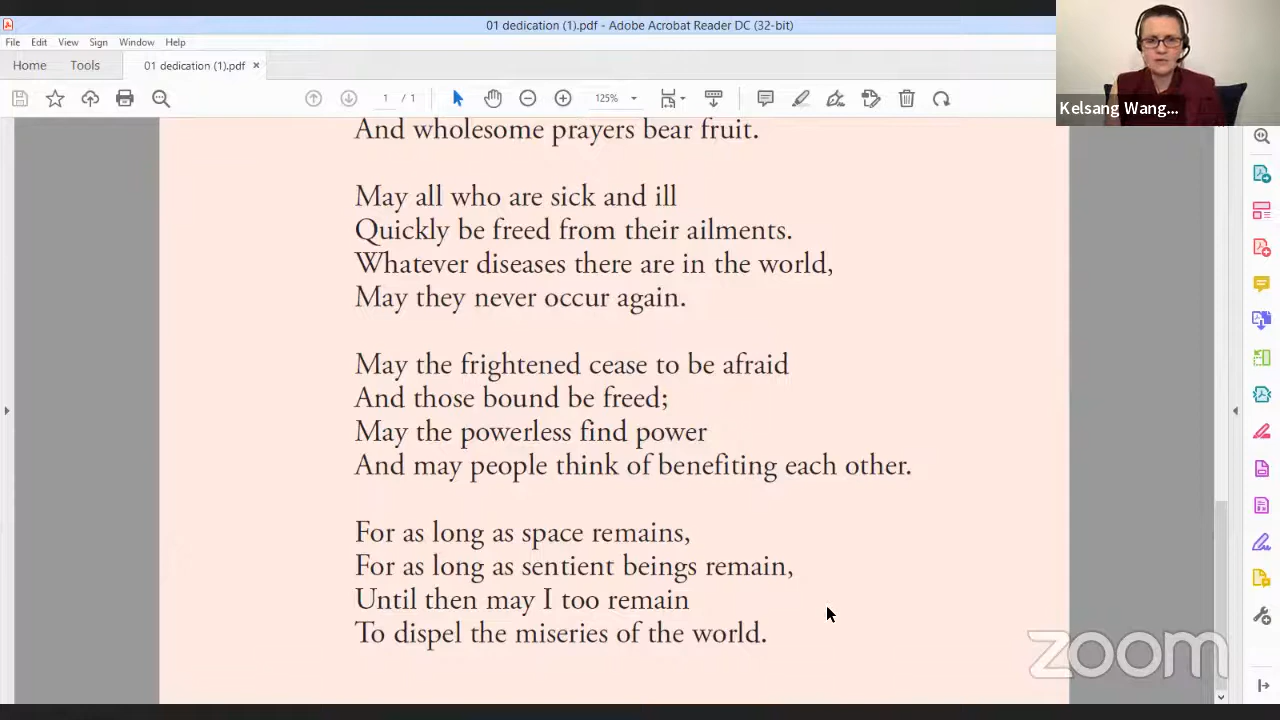 01 dedication (1).pdf - Adobe Acrobat Reader DC (32-bit)
File Edit View Sign Window Help
Home Tools 01 dedication (1).pdf ×
1 / 1 125%
Kelsang Wang...
And wholesome prayers bear fruit.
May all who are sick and ill
Quickly be freed from their ailments.
Whatever diseases there are in the world,
May they never occur again.
May the frightened cease to be afraid
And those bound be freed;
May the powerless find power
And may people think of benefiting each other.
For as long as space remains,
For as long as sentient beings remain,
Until then may I too remain
To dispel the miseries of the world.
zoom